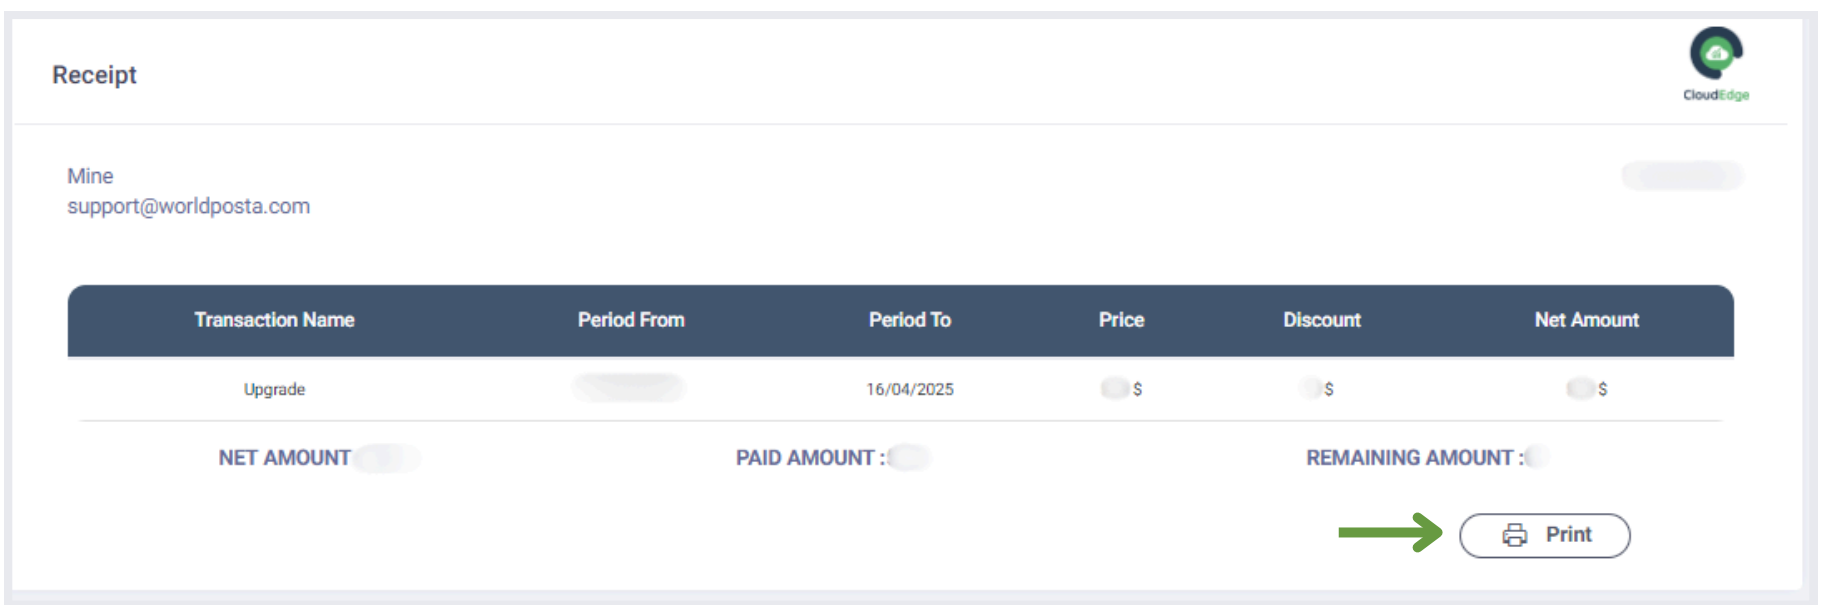 Receipt
CloudEdge
Mine
support@worldposta.com
Transaction Name Period From Period To Price Discount Net Amount
Upgrade 16/04/2025 $ $ $
NET AMOUNT PAID AMOUNT : REMAINING AMOUNT :
Print